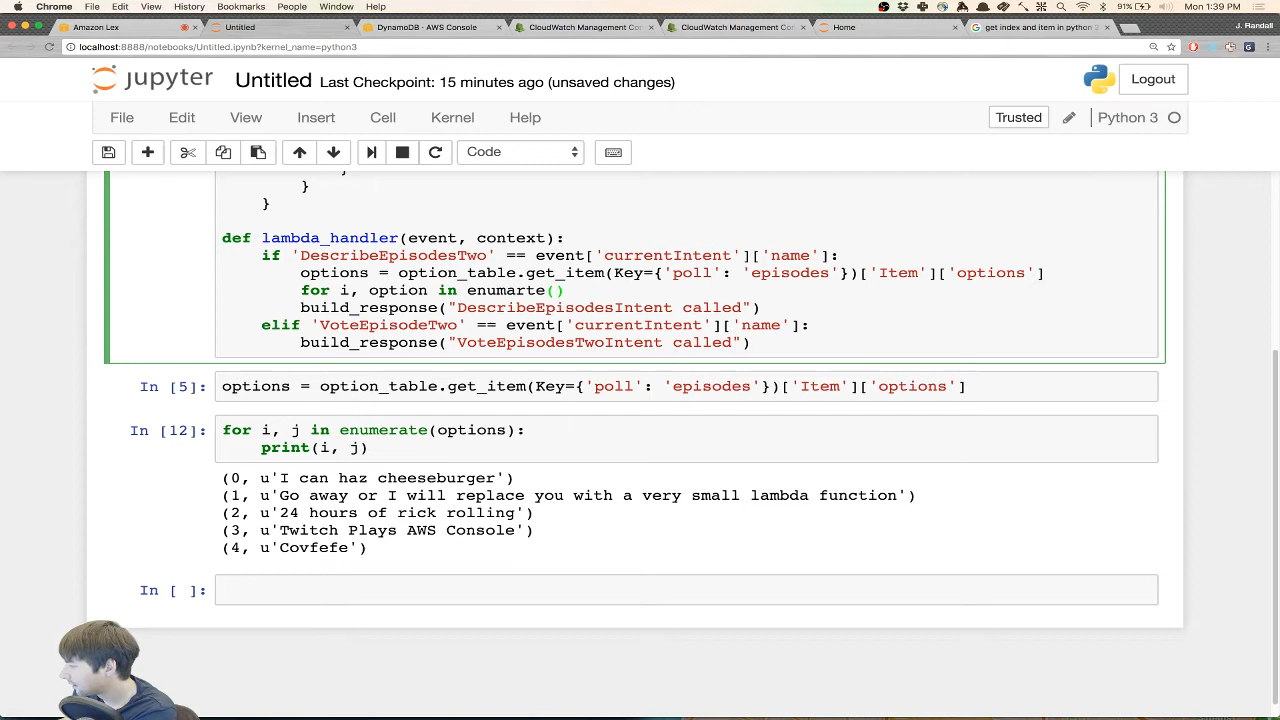 Chrome File Edit View History Bookmarks People Window Help 91% Mon 1:39 PM
Amazon Lex Untitled DynamoDB - AWS Console CloudWatch Management Con CloudWatch Management Con Home get index and item in python
J. Randall
localhost:8888/notebooks/Untitled.ipynb?kernel_name=python3
jupyter Untitled Last Checkpoint: 15 minutes ago (unsaved changes) Logout
File Edit View Insert Cell Kernel Help Trusted Python 3
Code
}
}
}
def lambda_handler(event, context):
if 'DescribeEpisodesTwo' == event['currentIntent']['name']:
options = option_table.get_item(Key={'poll': 'episodes'})['Item']['options']
for i, option in enumarte()
build_response("DescribeEpisodesIntent called")
elif 'VoteEpisodeTwo' == event['currentIntent']['name']:
build_response("VoteEpisodesTwoIntent called")
In [5]: options = option_table.get_item(Key={'poll': 'episodes'})['Item']['options']
In [12]: for i, j in enumerate(options):
print(i, j)
(0, u'I can haz cheeseburger')
(1, u'Go away or I will replace you with a very small lambda function')
(2, u'24 hours of rick rolling')
(3, u'Twitch Plays AWS Console')
(4, u'Covfefe')
In [ ]: